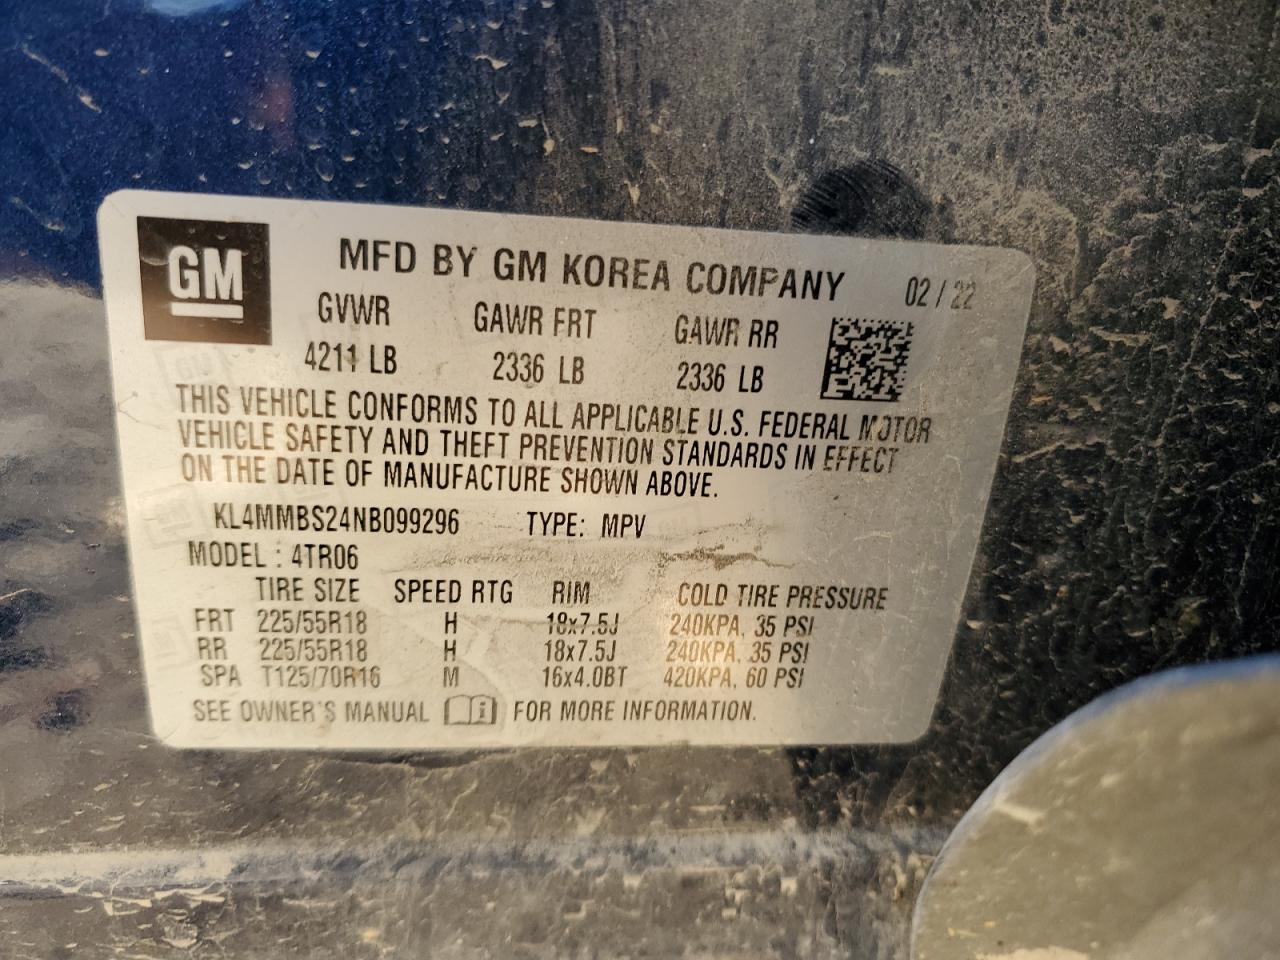 GM
MFD BY GM KOREA COMPANY 02 / 22
GVWR GAWR FRT GAWR RR
4211 LB 2336 LB 2336 LB
THIS VEHICLE CONFORMS TO ALL APPLICABLE U.S. FEDERAL MOTOR
VEHICLE SAFETY AND THEFT PREVENTION STANDARDS IN EFFECT
ON THE DATE OF MANUFACTURE SHOWN ABOVE.
KL4MMBS24NB099296 TYPE: MPV
MODEL : 4TR06
TIRE SIZE SPEED RTG RIM COLD TIRE PRESSURE
FRT 225/55R18 H 18x7.5J 240KPA, 35 PSI
RR 225/55R18 H 18x7.5J 240KPA, 35 PSI
SPA T125/70R16 M 16x4.0BT 420KPA, 60 PSI
SEE OWNER'S MANUAL i FOR MORE INFORMATION.